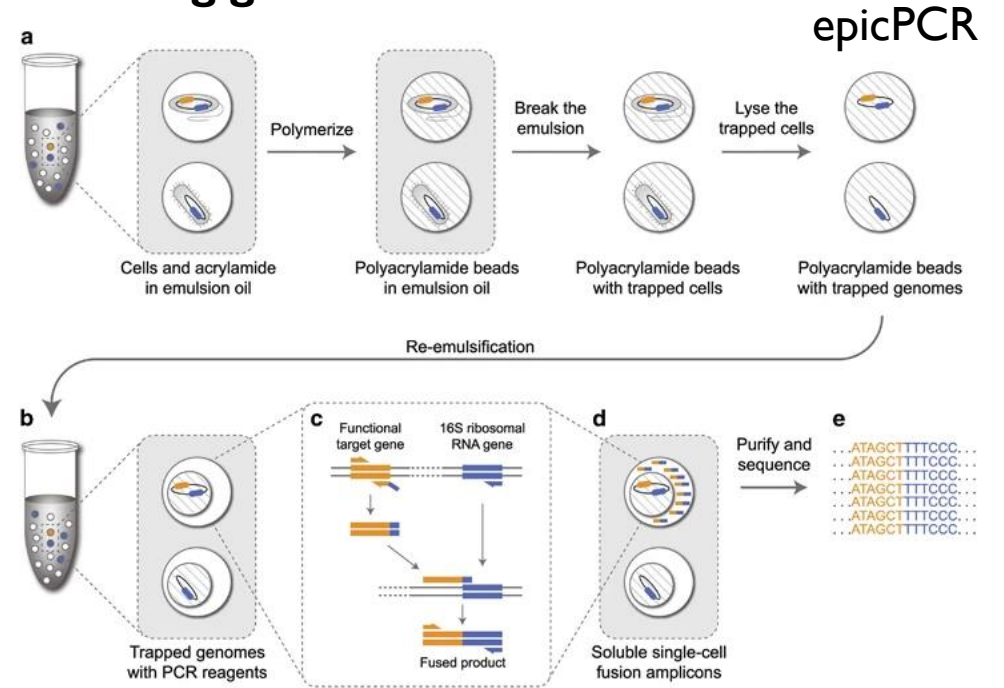 epicPCR
a
Polymerize
Break the
emulsion
Lyse the
trapped cells
Cells and acrylamide
in emulsion oil
Polyacrylamide beads
in emulsion oil
Polyacrylamide beads
with trapped cells
Polyacrylamide beads
with trapped genomes
Re-emulsification
b
Trapped genomes
with PCR reagents
c
Functional
target gene
16S ribosomal
RNA gene
Fused product
d
Soluble single-cell
fusion amplicons
Purify and
sequence
e
...ATAGCTTTTCCC...
...ATAGCTTTTCCC...
...ATAGCTTTTCCC...
...ATAGCTTTTCCC...
...ATAGCTTTTCCC...
...ATAGCTTTTCCC...
...ATAGCTTTTCCC...